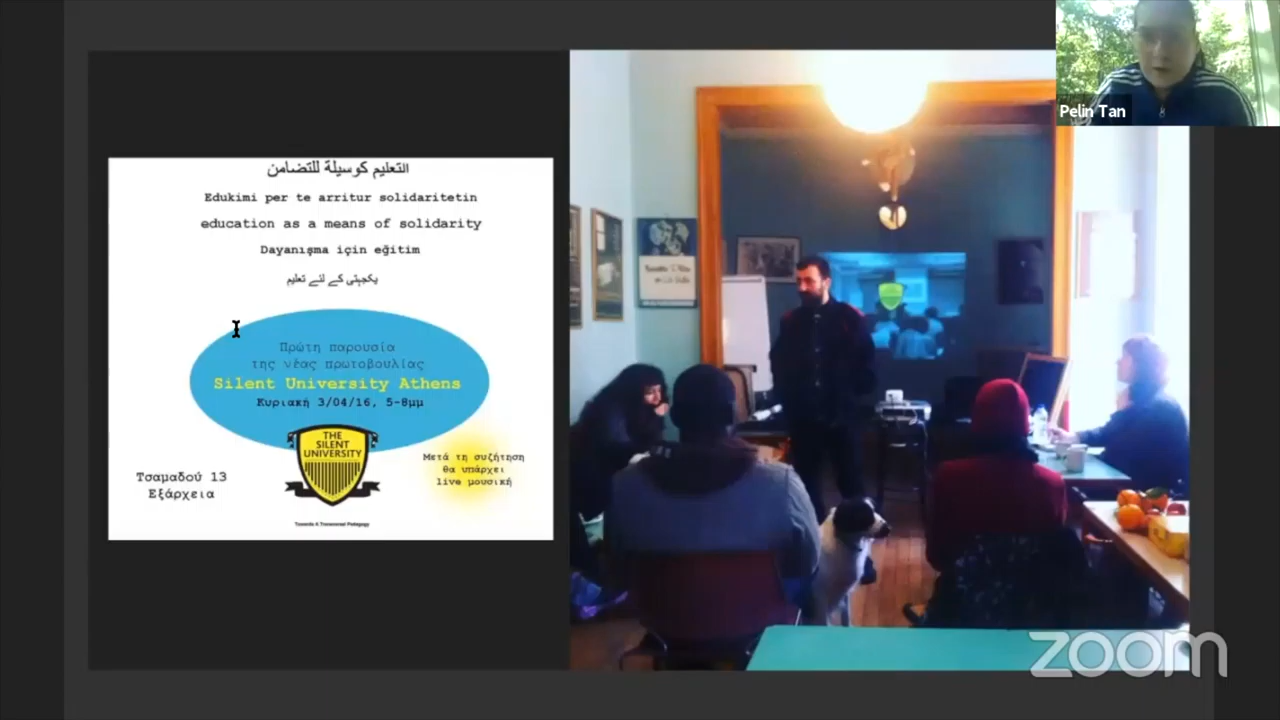 التعليم كوسيلة للتضامن
Edukimi per te arritur solidaritetin
education as a means of solidarity
Dayanışma için eğitim
یکجہتی کے لئے تعلیم
Πρώτη παρουσία
της νέας πρωτοβουλίας
Silent University Athens
Κυριακή 3/04/16, 5-8μμ
THE
SILENT
UNIVERSITY
Τσαμαδού 13
Εξάρχεια
Μετά τη συζήτηση
θα υπάρχει
live μουσική
Towards A Transversal Pedagogy
Pelin Tan
zoom